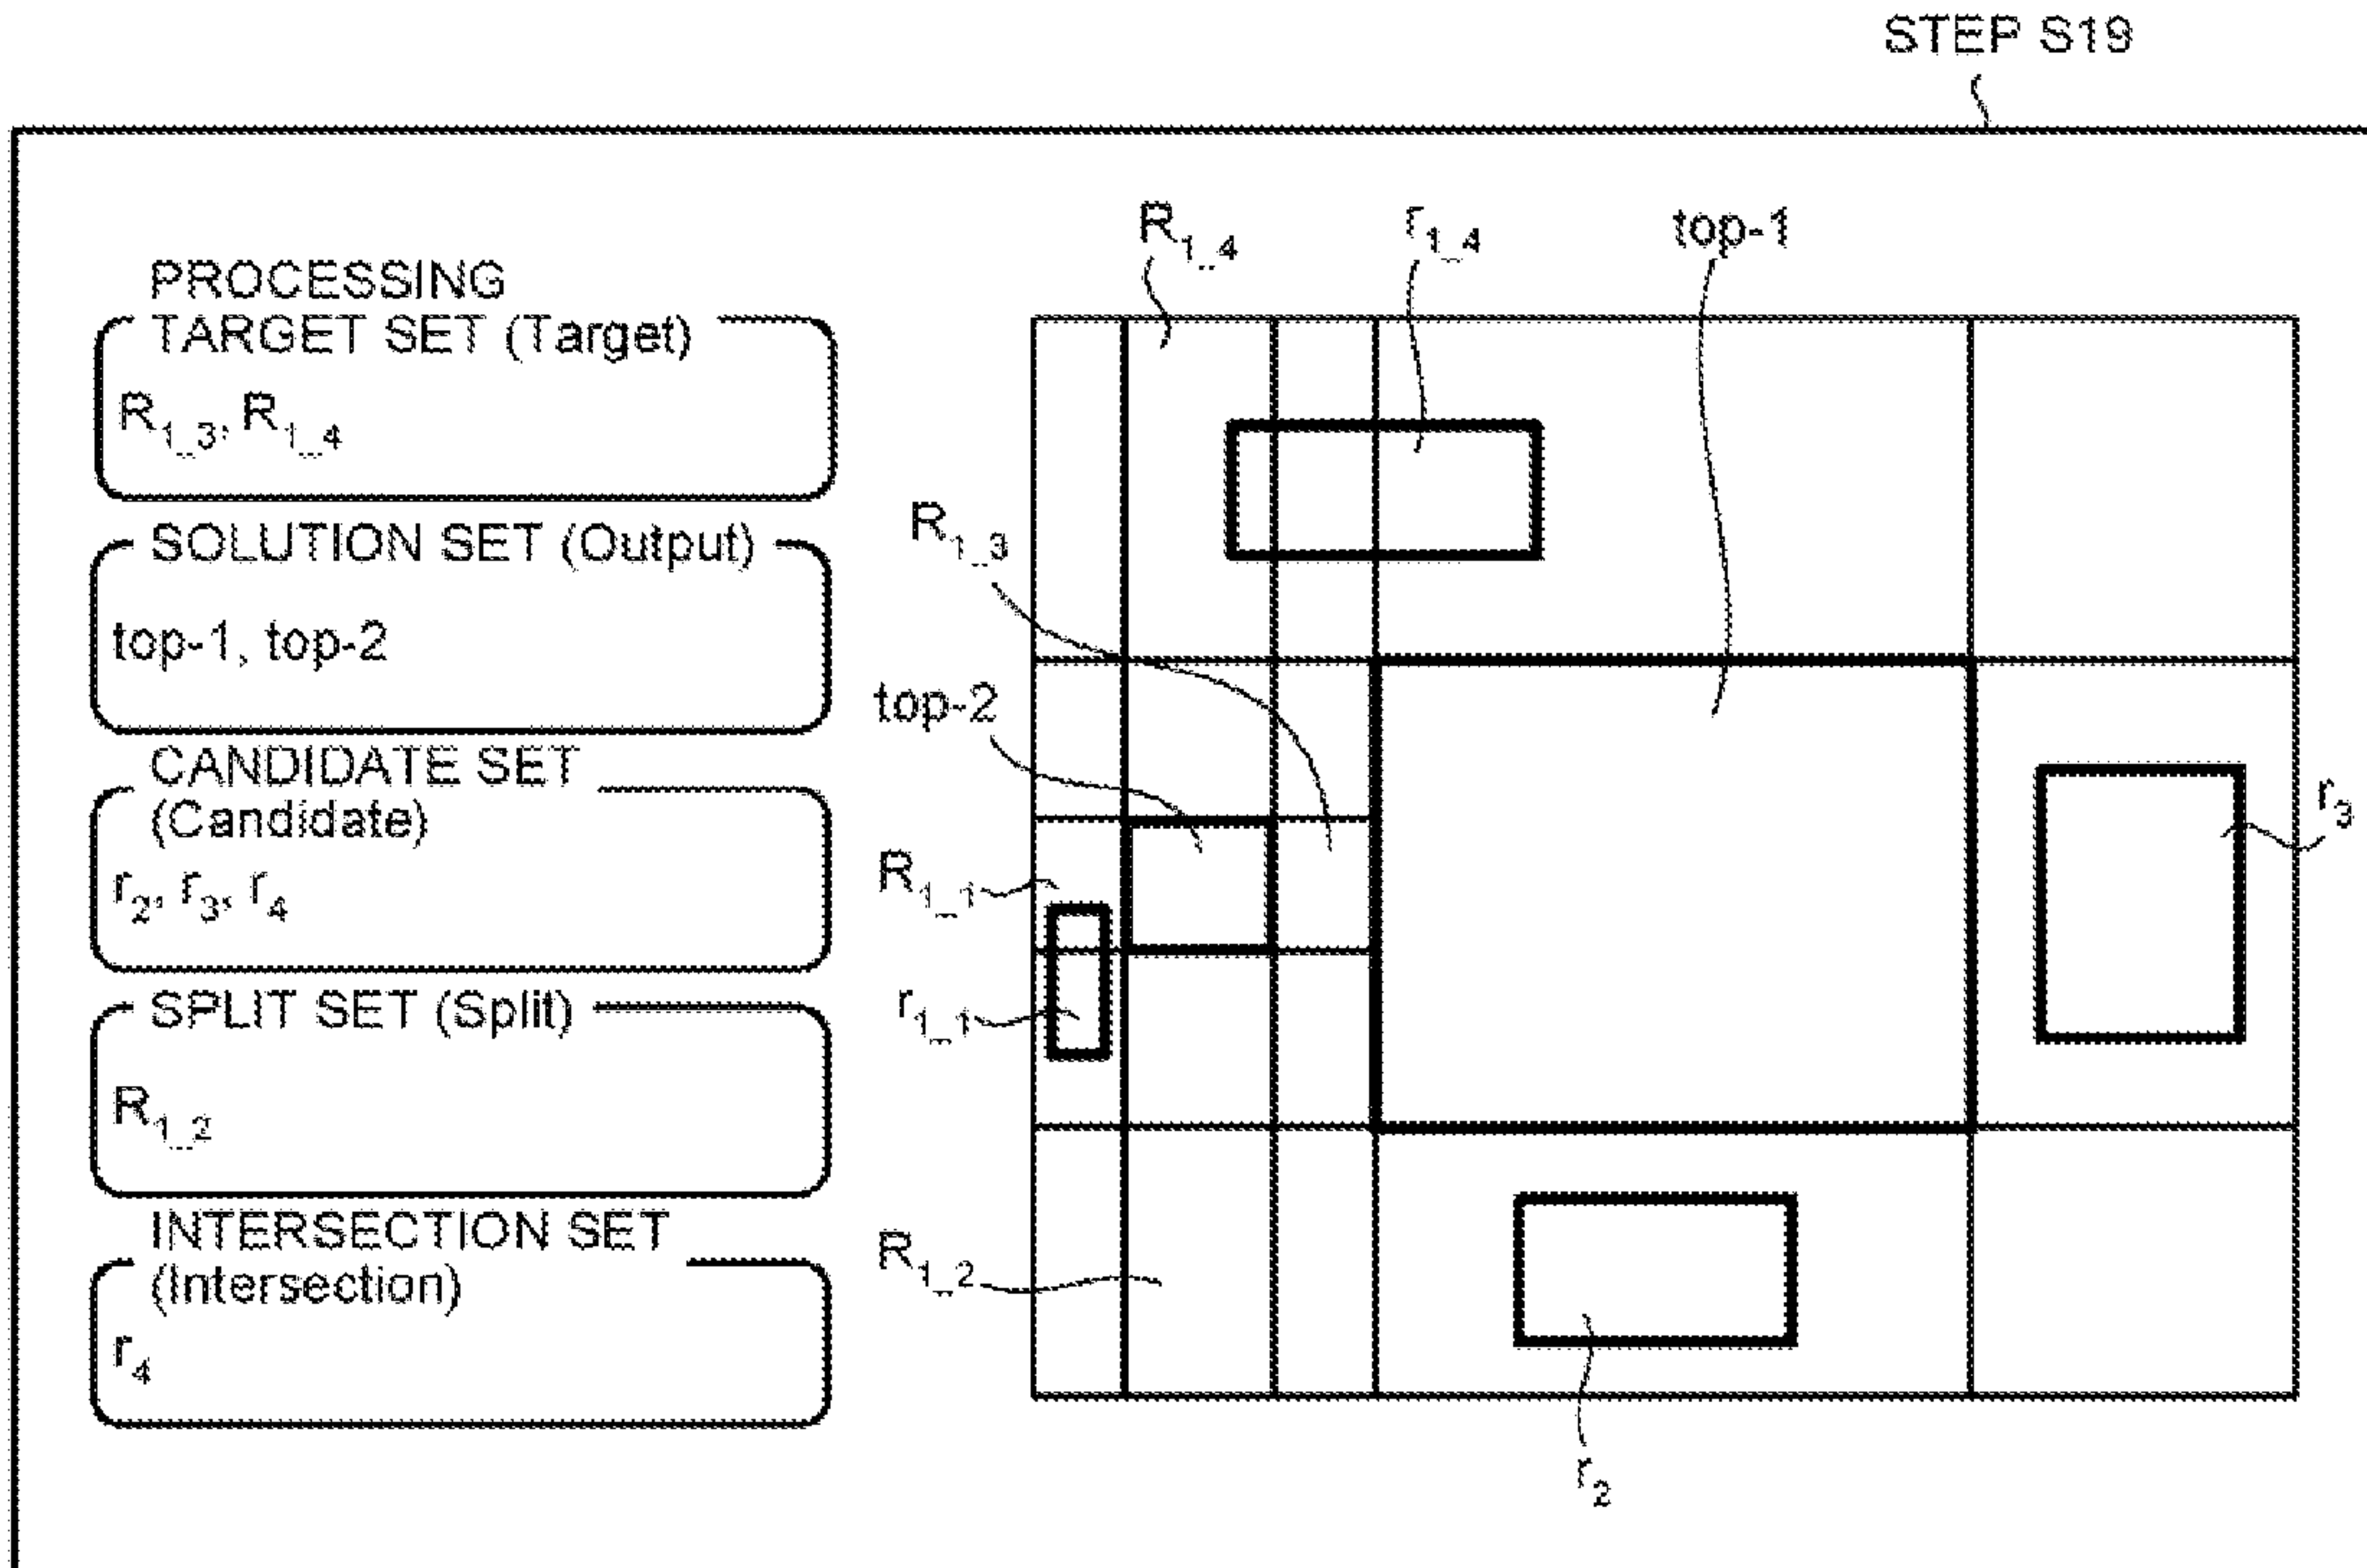 STEP S19
PROCESSING
TARGET SET (Target)
R1_3, R1_4
SOLUTION SET (Output)
top-1, top-2
CANDIDATE SET
(Candidate)
r2, r3, r4
SPLIT SET (Split)
R1_2
INTERSECTION SET
(Intersection)
r4
R1_4
r1_4
top-1
R1_3
top-2
r3
R1_1
r1_1
R1_2
r2